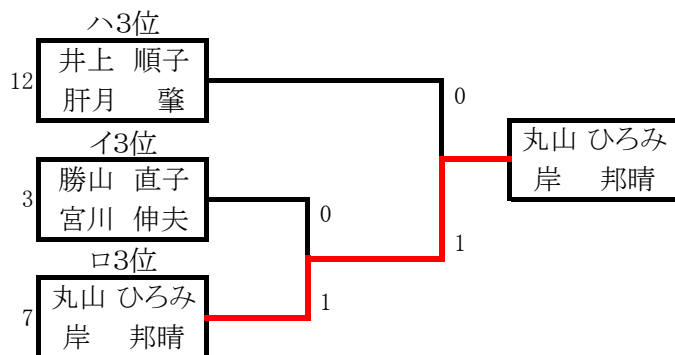 ハ3位
12
井上 順子
肝月 肇
0
イ3位
3
勝山 直子
宮川 伸夫
0
丸山 ひろみ
岸 邦晴
1
ロ3位
7
丸山 ひろみ
岸 邦晴
1